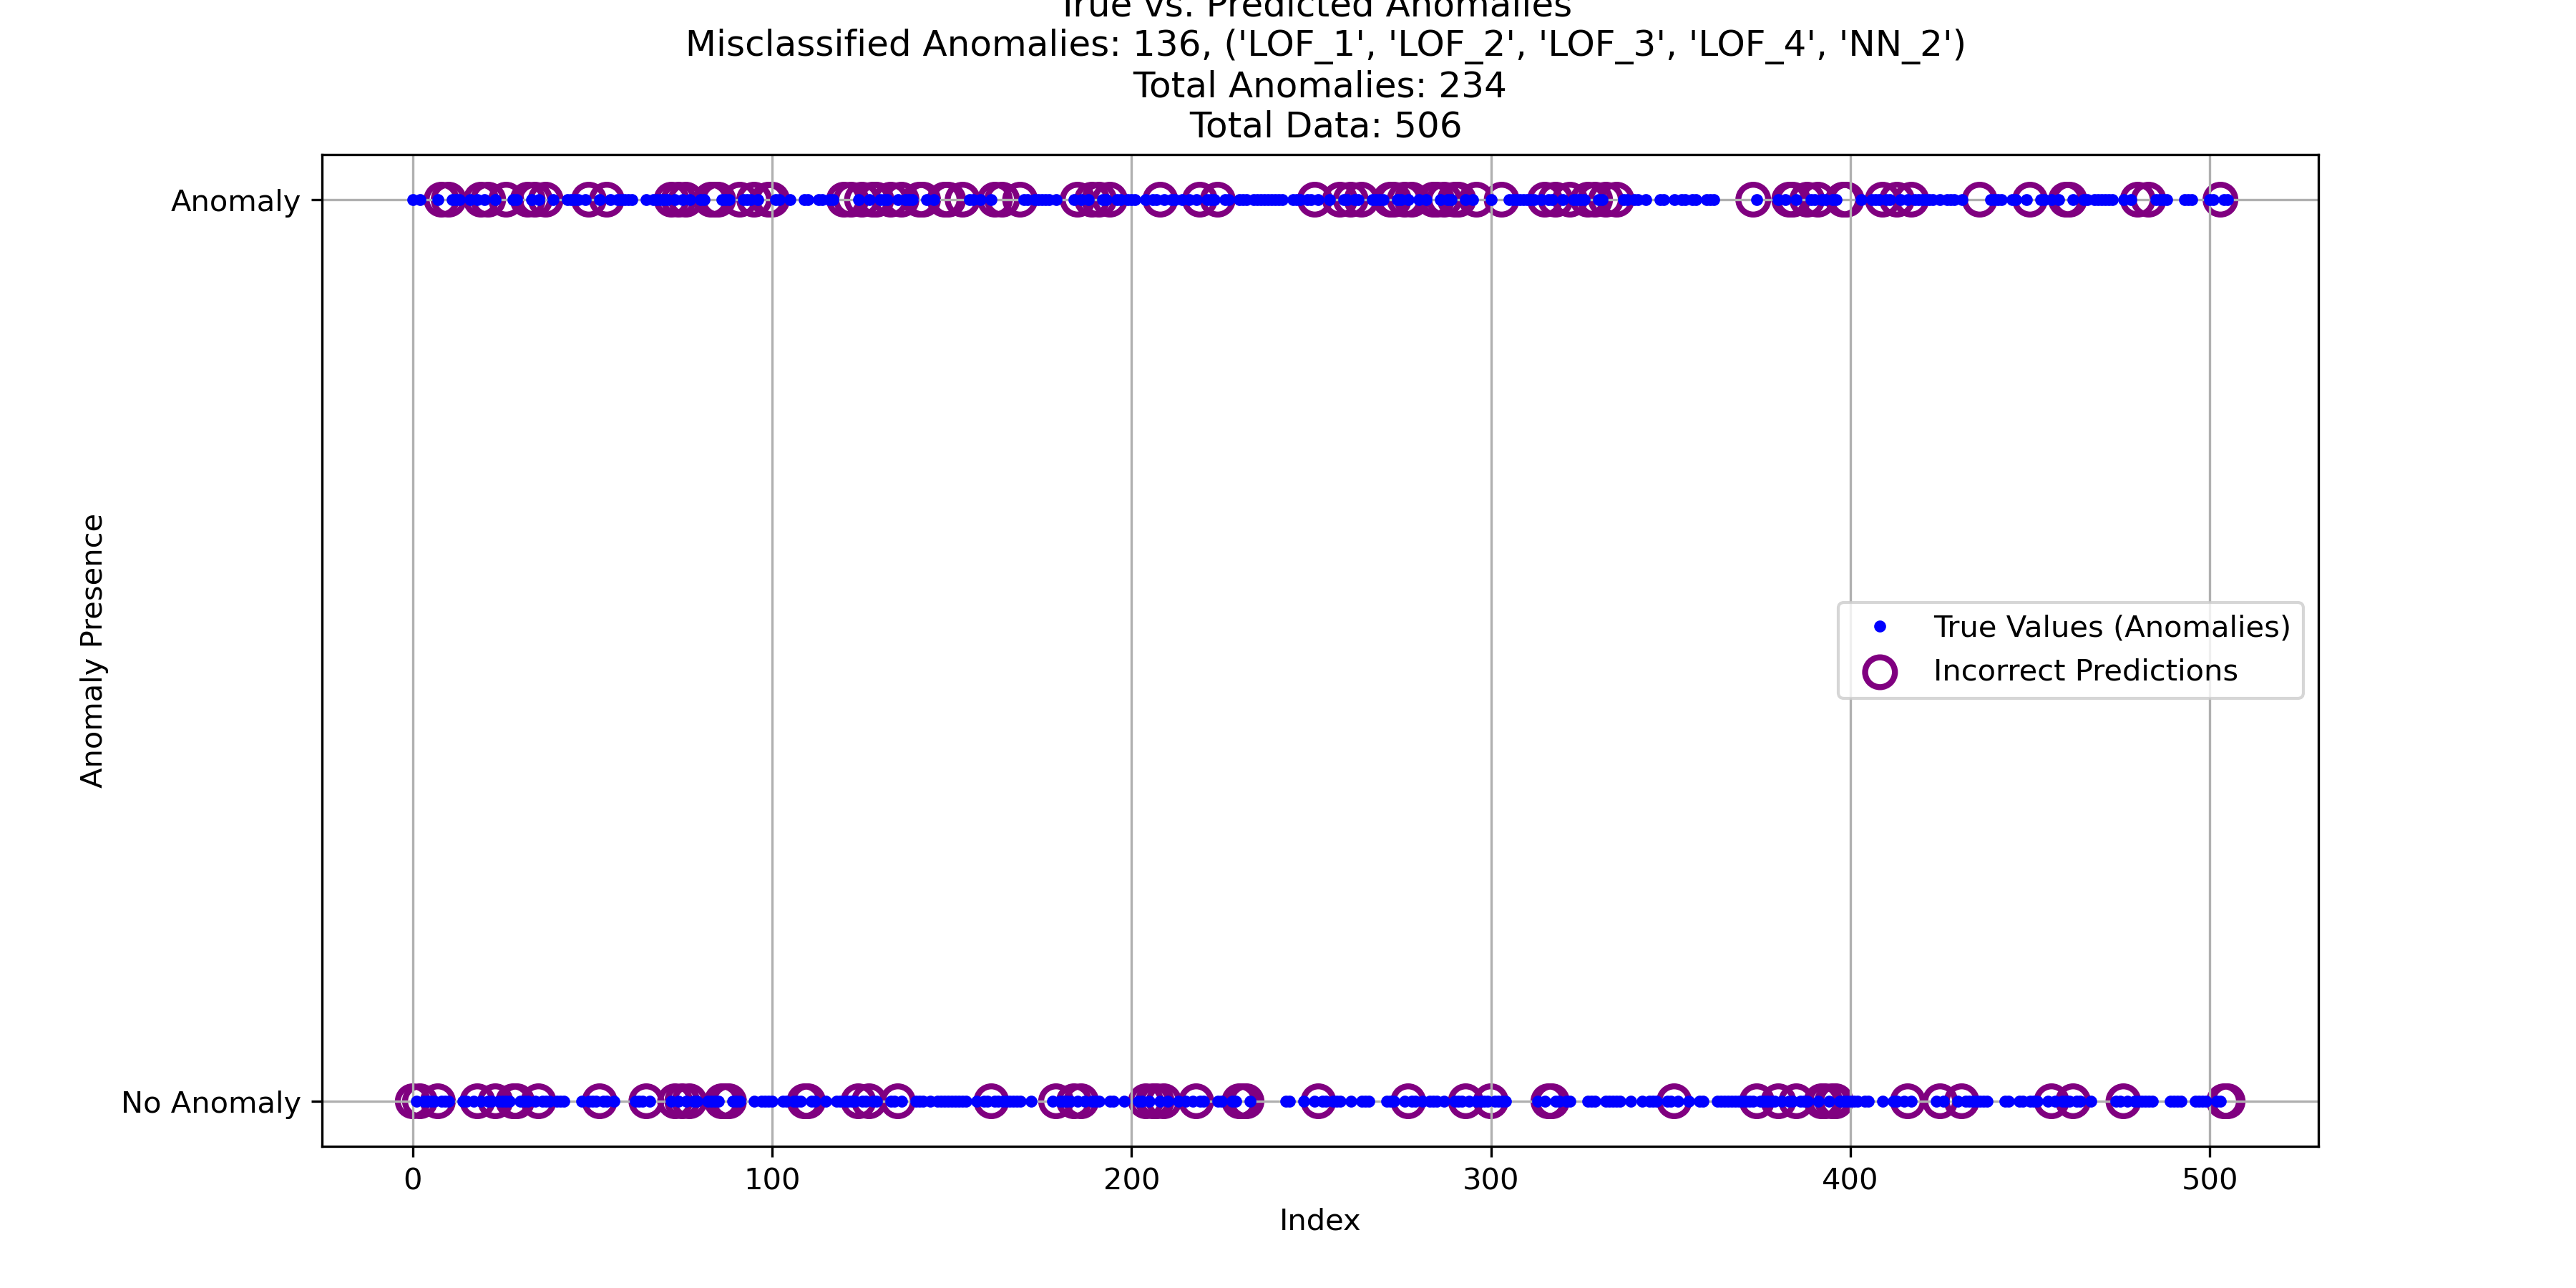 True vs. Predicted Anomalies
Misclassified Anomalies: 136, ('LOF_1', 'LOF_2', 'LOF_3', 'LOF_4', 'NN_2')
Total Anomalies: 234
Total Data: 506
Anomaly
Anomaly Presence
True Values (Anomalies)
Incorrect Predictions
No Anomaly
0 100 200 300 400 500
Index